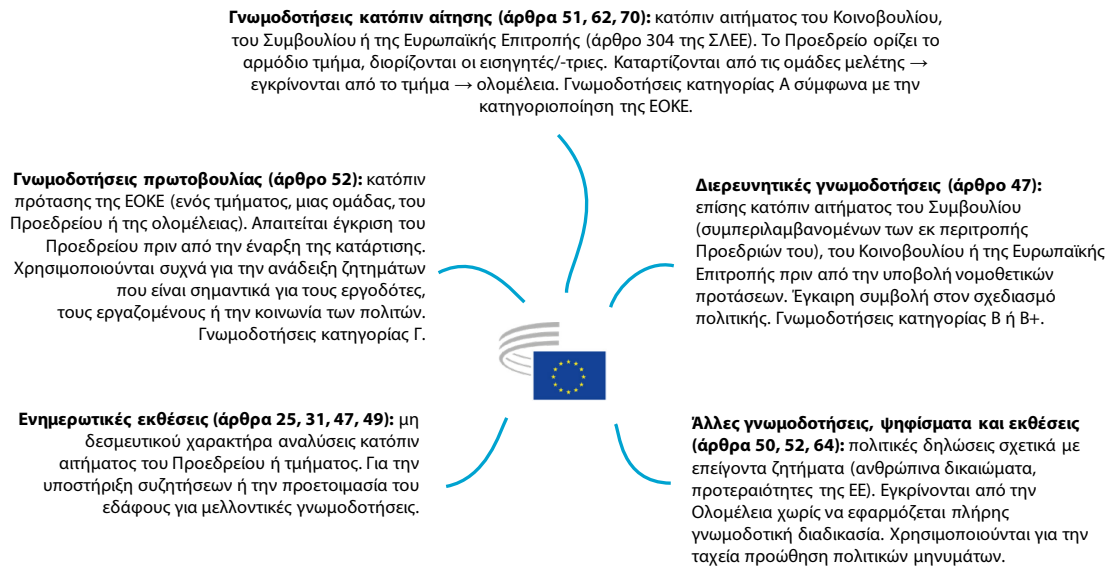 Γνωμοδοτήσεις κατόπιν αίτησης (άρθρα 51, 62, 70): κατόπιν αιτήματος του Κοινοβουλίου,
του Συμβουλίου ή της Ευρωπαϊκής Επιτροπής (άρθρο 304 της ΣΛΕΕ). Το Προεδρείο ορίζει το
αρμόδιο τμήμα, διορίζονται οι εισηγητές/-τριες. Καταρτίζονται από τις ομάδες μελέτης →
εγκρίνονται από το τμήμα → ολομέλεια. Γνωμοδοτήσεις κατηγορίας Α σύμφωνα με την
κατηγοριοποίηση της ΕΟΚΕ.
Γνωμοδοτήσεις πρωτοβουλίας (άρθρο 52): κατόπιν
πρότασης της ΕΟΚΕ (ενός τμήματος, μιας ομάδας, του
Προεδρείου ή της ολομέλειας). Απαιτείται έγκριση του
Προεδρείου πριν από την έναρξη της κατάρτισης.
Χρησιμοποιούνται συχνά για την ανάδειξη ζητημάτων
που είναι σημαντικά για τους εργοδότες,
τους εργαζομένους ή την κοινωνία των πολιτών.
Γνωμοδοτήσεις κατηγορίας Γ.
Διερευνητικές γνωμοδοτήσεις (άρθρο 47):
επίσης κατόπιν αιτήματος του Συμβουλίου
(συμπεριλαμβανομένων των εκ περιτροπής
Προεδριών του), του Κοινοβουλίου ή της Ευρωπαϊκής
Επιτροπής πριν από την υποβολή νομοθετικών
προτάσεων. Έγκαιρη συμβολή στον σχεδιασμό
πολιτικής. Γνωμοδοτήσεις κατηγορίας Β ή Β+.
Ενημερωτικές εκθέσεις (άρθρα 25, 31, 47, 49): μη
δεσμευτικού χαρακτήρα αναλύσεις κατόπιν
αιτήματος του Προεδρείου ή τμήματος. Για την
υποστήριξη συζητήσεων ή την προετοιμασία του
εδάφους για μελλοντικές γνωμοδοτήσεις.
Άλλες γνωμοδοτήσεις, ψηφίσματα και εκθέσεις
(άρθρα 50, 52, 64): πολιτικές δηλώσεις σχετικά με
επείγοντα ζητήματα (ανθρώπινα δικαιώματα,
προτεραιότητες της ΕΕ). Εγκρίνονται από την
Ολομέλεια χωρίς να εφαρμόζεται πλήρης
γνωμοδοτική διαδικασία. Χρησιμοποιούνται για την
ταχεία προώθηση πολιτικών μηνυμάτων.